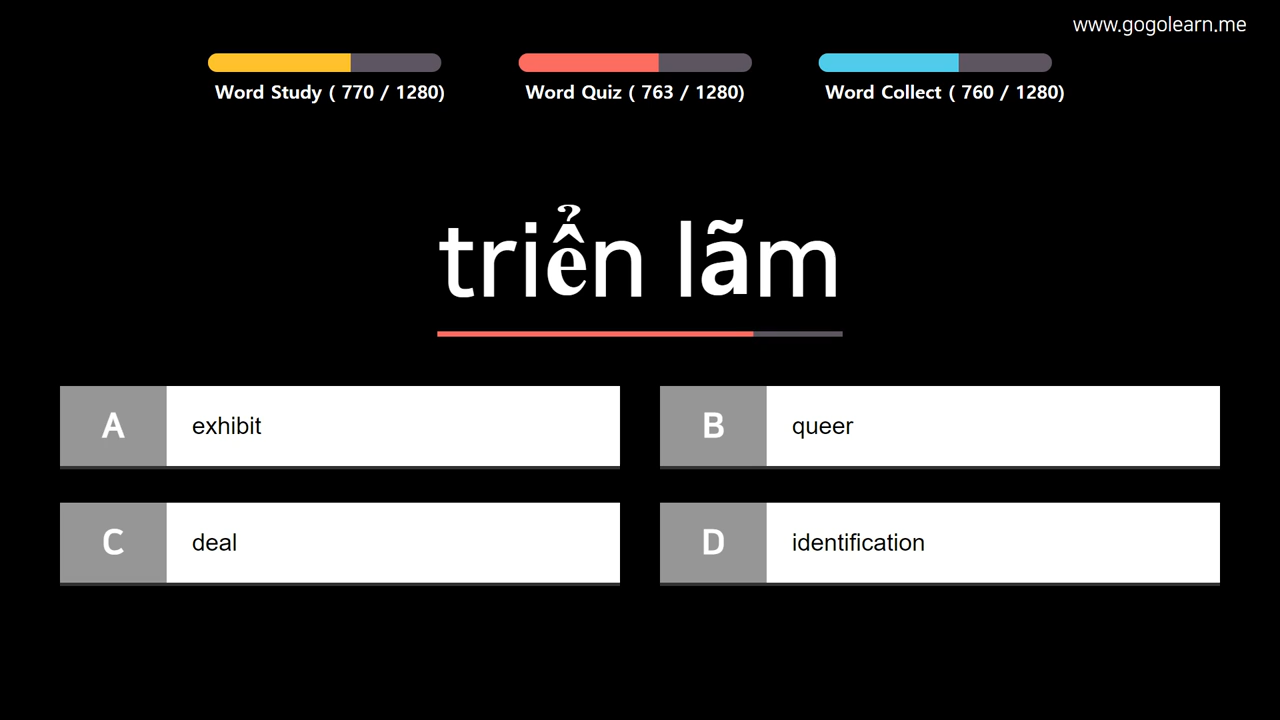 www.gogolearn.me
Word Study ( 770 / 1280)
Word Quiz ( 763 / 1280)
Word Collect ( 760 / 1280)
triển lãm
A exhibit
B queer
C deal
D identification